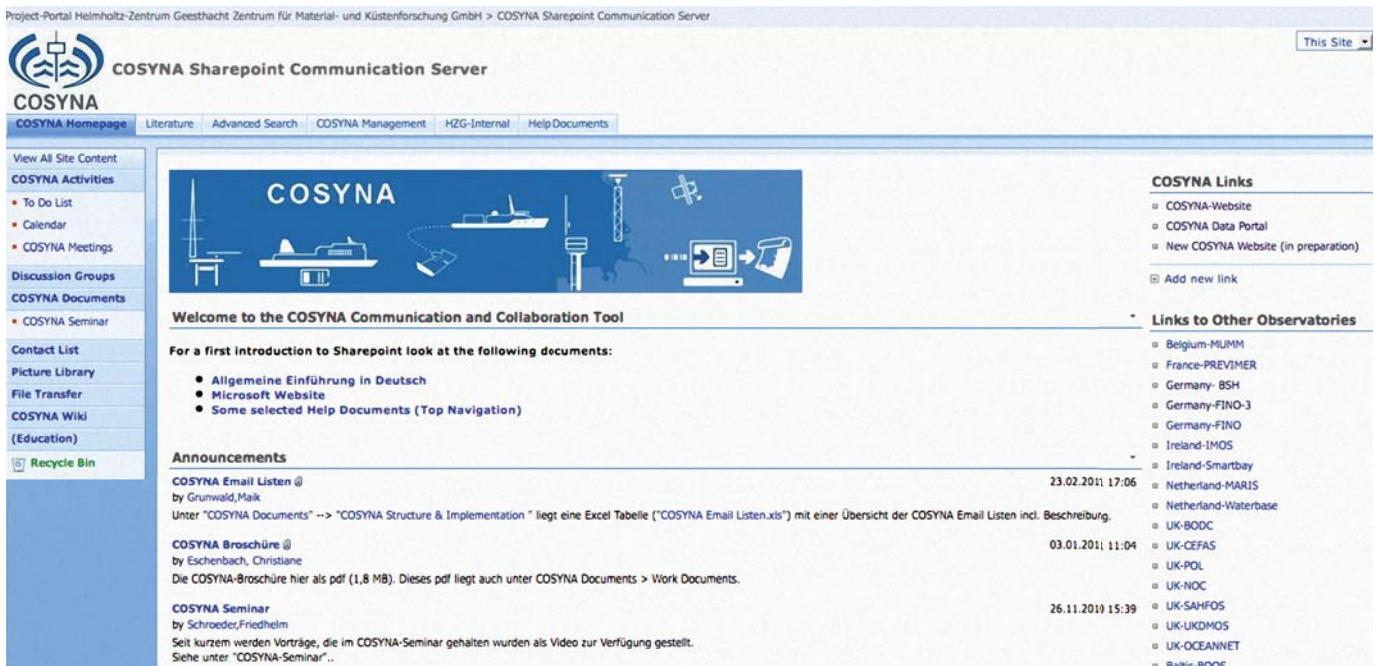 Project-Portal Helmholtz-Zentrum Geesthacht Zentrum für Material- und Küstenforschung GmbH > COSYNA Sharepoint Communication Server
This Site
COSYNA Sharepoint Communication Server
COSYNA
COSYNA Homepage
Literature
Advanced Search
COSYNA Management
HZG-Internal
Help Documents
View All Site Content
COSYNA Activities
To Do List
Calendar
COSYNA Meetings
Discussion Groups
COSYNA Documents
COSYNA Seminar
Contact List
Picture Library
File Transfer
COSYNA Wiki
(Education)
Recycle Bin
COSYNA
Welcome to the COSYNA Communication and Collaboration Tool
For a first introduction to Sharepoint look at the following documents:
Allgemeine Einführung in Deutsch
Microsoft Website
Some selected Help Documents (Top Navigation)
Announcements
COSYNA Email Listen
23.02.2011 17:06
by Grunwald,Maik
Unter "COSYNA Documents" --> "COSYNA Structure & Implementation " liegt eine Excel Tabelle ("COSYNA Email Listen.xls") mit einer Übersicht der COSYNA Email Listen incl. Beschreibung.
COSYNA Broschüre
03.01.2011 11:04
by Eschenbach, Christiane
Die COSYNA-Broschüre hier als pdf (1,8 MB). Dieses pdf liegt auch unter COSYNA Documents > Work Documents.
COSYNA Seminar
26.11.2010 15:39
by Schroeder,Friedhelm
Seit kurzem werden Vorträge, die im COSYNA-Seminar gehalten wurden als Video zur Verfügung gestellt.
Siehe unter "COSYNA-Seminar"..
COSYNA Links
COSYNA-Website
COSYNA Data Portal
New COSYNA Website (in preparation)
Add new link
Links to Other Observatories
Belgium-MUMM
France-PREVIMER
Germany- BSH
Germany-FINO-3
Germany-FINO
Ireland-IMOS
Ireland-Smartbay
Netherland-MARIS
Netherland-Waterbase
UK-BODC
UK-CEFAS
UK-POL
UK-NOC
UK-SAHFOS
UK-UKDMOS
UK-OCEANNET
Baltic-BOOS